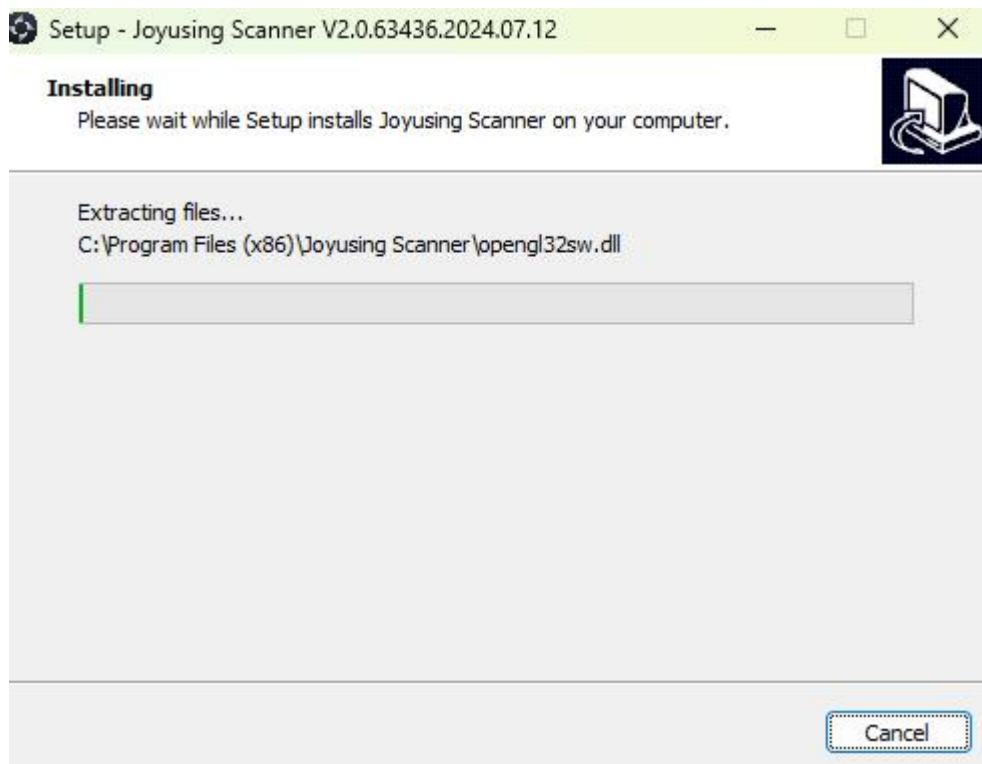 Setup - Joyusing Scanner V2.0.63436.2024.07.12
Installing
Please wait while Setup installs Joyusing Scanner on your computer.
Extracting files...
C:\Program Files (x86)\Joyusing Scanner\opengl32sw.dll
Cancel